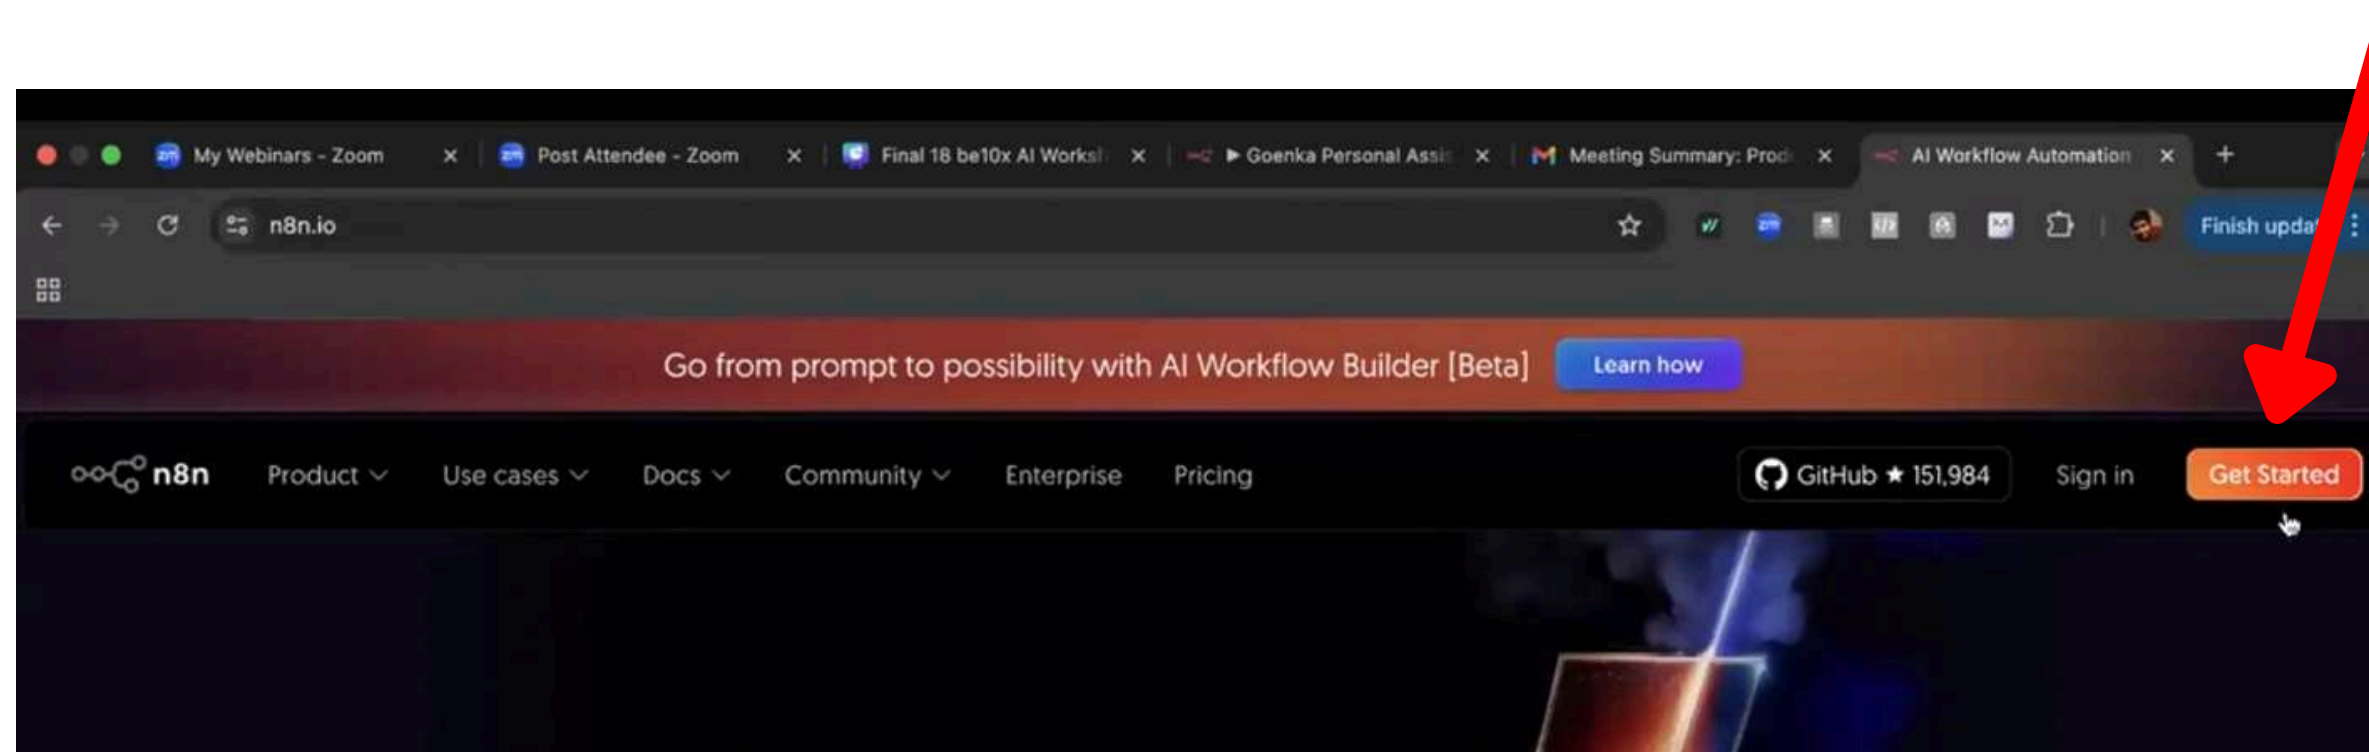 My Webinars - Zoom Post Attendee - Zoom Final 18 be10x AI Works Goenka Personal Assis Meeting Summary: Prod AI Workflow Automation
n8n.io Finish updat
Go from prompt to possibility with AI Workflow Builder [Beta] Learn how
n8n Product Use cases Docs Community Enterprise Pricing GitHub ★ 151,984 Sign in Get Started